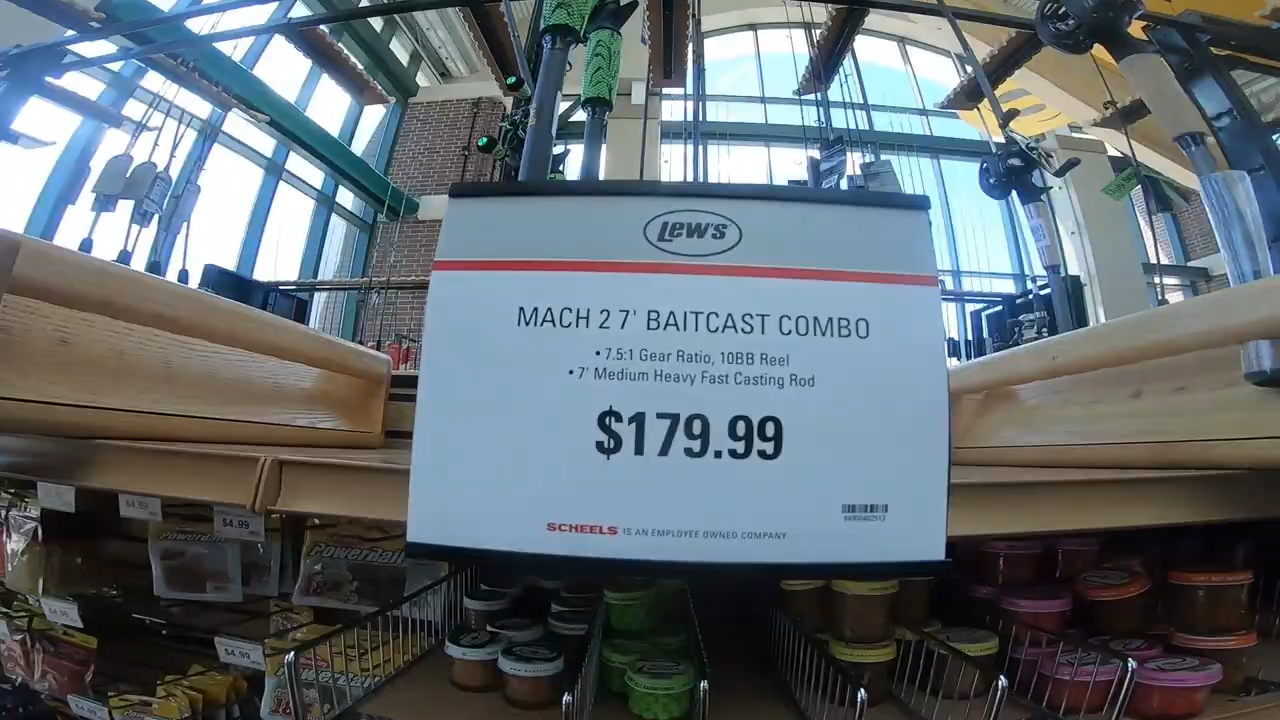 Lew's
MACH 2 7' BAITCAST COMBO
• 7.5:1 Gear Ratio, 10BB Reel
• 7' Medium Heavy Fast Casting Rod
$179.99
SCHEELS IS AN EMPLOYEE OWNED COMPANY
$4.99
$4.99
PowerBait
$4.99